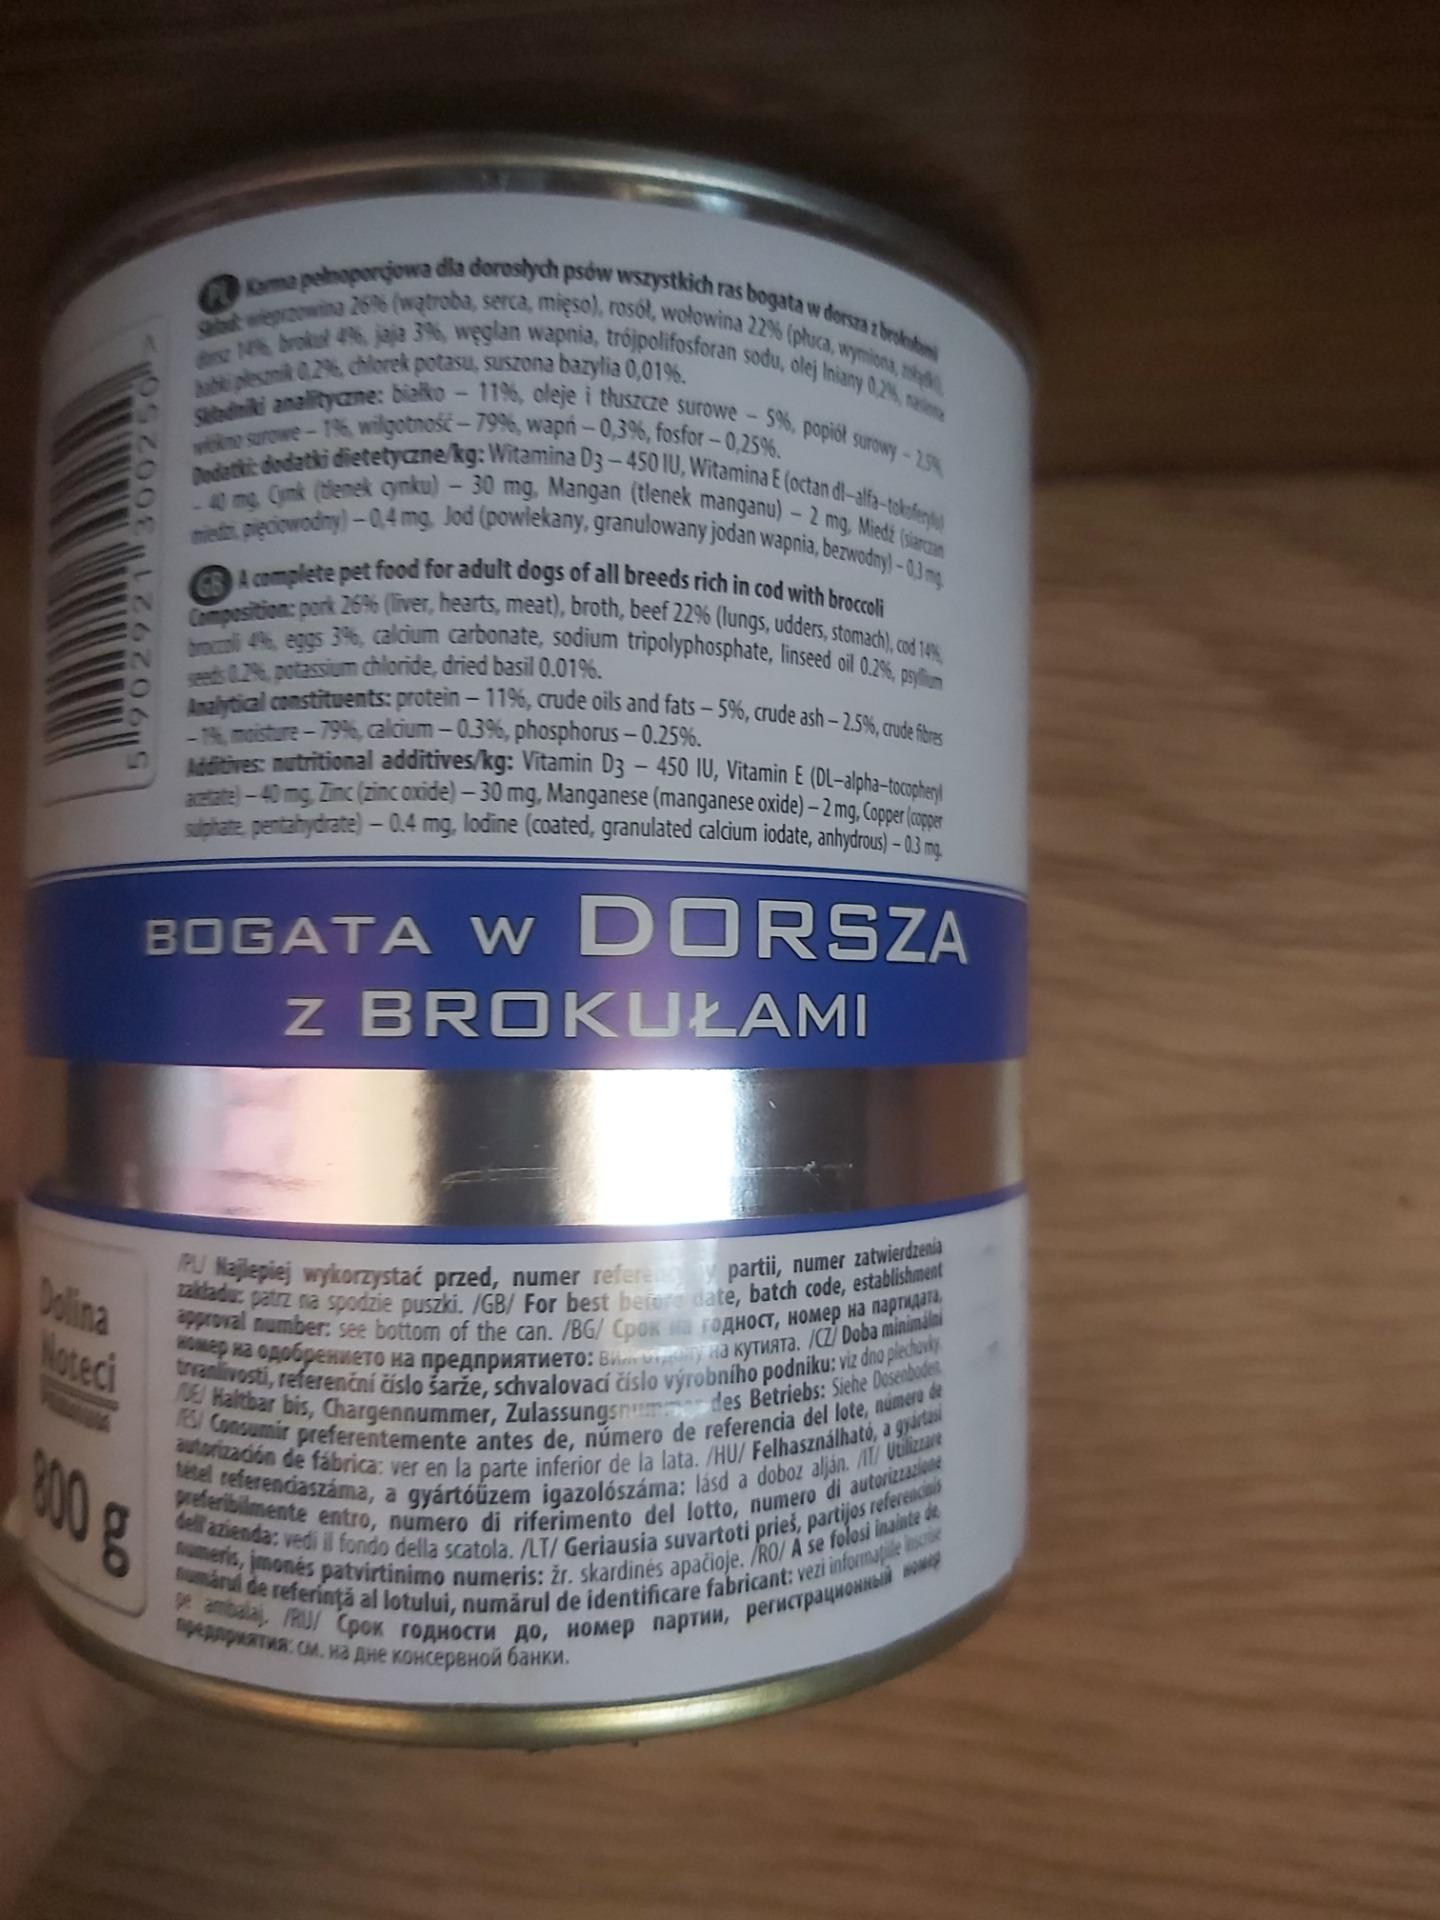 PL Karma pełnoporcjowa dla dorosłych psów wszystkich ras bogata w dorsza z brokułami
Skład: wieprzowina 26% (wątroba, serca, mięso), rosół, wołowina 22% (płuca, wymiona, żołądki),
dorsz 14%, brokuł 4%, jaja 3%, węglan wapnia, trójpolifosforan sodu, olej lniany 0,2%, nasiona
babki płesznik 0,2%, chlorek potasu, suszona bazylia 0,01%.
Składniki analityczne: białko – 11%, oleje i tłuszcze surowe – 5%, popiół surowy – 2,5%,
włókno surowe – 1%, wilgotność – 79%, wapń – 0,3%, fosfor – 0,25%.
Dodatki: dodatki dietetyczne/kg: Witamina D3 – 450 IU, Witamina E (octan dl–alfa–tokoferylu)
– 40 mg, Cynk (tlenek cynku) – 30 mg, Mangan (tlenek manganu) – 2 mg, Miedź (siarczan
miedzi, pięciowodny) – 0,4 mg, Jod (powlekany, granulowany jodan wapnia, bezwodny) – 0,3 mg.
GB A complete pet food for adult dogs of all breeds rich in cod with broccoli
Composition: pork 26% (liver, hearts, meat), broth, beef 22% (lungs, udders, stomach), cod 14%,
broccoli 4%, eggs 3%, calcium carbonate, sodium tripolyphosphate, linseed oil 0.2%, psyllium
seeds 0.2%, potassium chloride, dried basil 0.01%.
Analytical constituents: protein – 11%, crude oils and fats – 5%, crude ash – 2.5%, crude fibres
– 1%, moisture – 79%, calcium – 0.3%, phosphorus – 0.25%.
Additives: nutritional additives/kg: Vitamin D3 – 450 IU, Vitamin E (DL–alpha–tocopheryl
acetate) – 40 mg, Zinc (zinc oxide) – 30 mg, Manganese (manganese oxide) – 2 mg, Copper (copper
sulphate, pentahydrate) – 0.4 mg, Iodine (coated, granulated calcium iodate, anhydrous) – 0.3 mg.
5 902921 300250 >
BOGATA W DORSZA
Z BROKUŁAMI
Dolina
Noteci
premium
800 g
/PL/ Najlepiej wykorzystać przed, numer partii, numer zatwierdzenia
zakładu: patrz na spodzie puszki. /GB/ For best before date, batch code, establishment
approval number: see bottom of the can. /BG/ Срок на годност, номер на партидата,
номер на одобрението на предприятието: на кутията. /CZ/ Doba minimální
trvanlivosti, referenční číslo šarže, schvalovací číslo výrobního podniku: viz dno plechovky.
/DE/ Haltbar bis, Chargennummer, Zulassungsnummer des Betriebs: Siehe Dosenboden.
/ES/ Consumir preferentemente antes de, número de referencia del lote, número de
autorización de fábrica: ver en la parte inferior de la lata. /HU/ Felhasználható, a gyártási
tétel referenciaszáma, a gyártóüzem igazolószáma: lásd a doboz alján. /IT/ Utilizzare
preferibilmente entro, numero di riferimento del lotto, numero di autorizzazione
dell'azienda: vedi il fondo della scatola. /LT/ Geriausia suvartoti prieš, partijos referencinis
numeris, įmonės patvirtinimo numeris: žr. skardinės apačioje. /RO/ A se folosi înainte de,
numărul de referinţă al lotului, numărul de identificare fabricant: vezi informaţiile înscrise
pe ambalaj. /RU/ Срок годности до, номер партии, регистрационный номер
предприятия: см. на дне консервной банки.